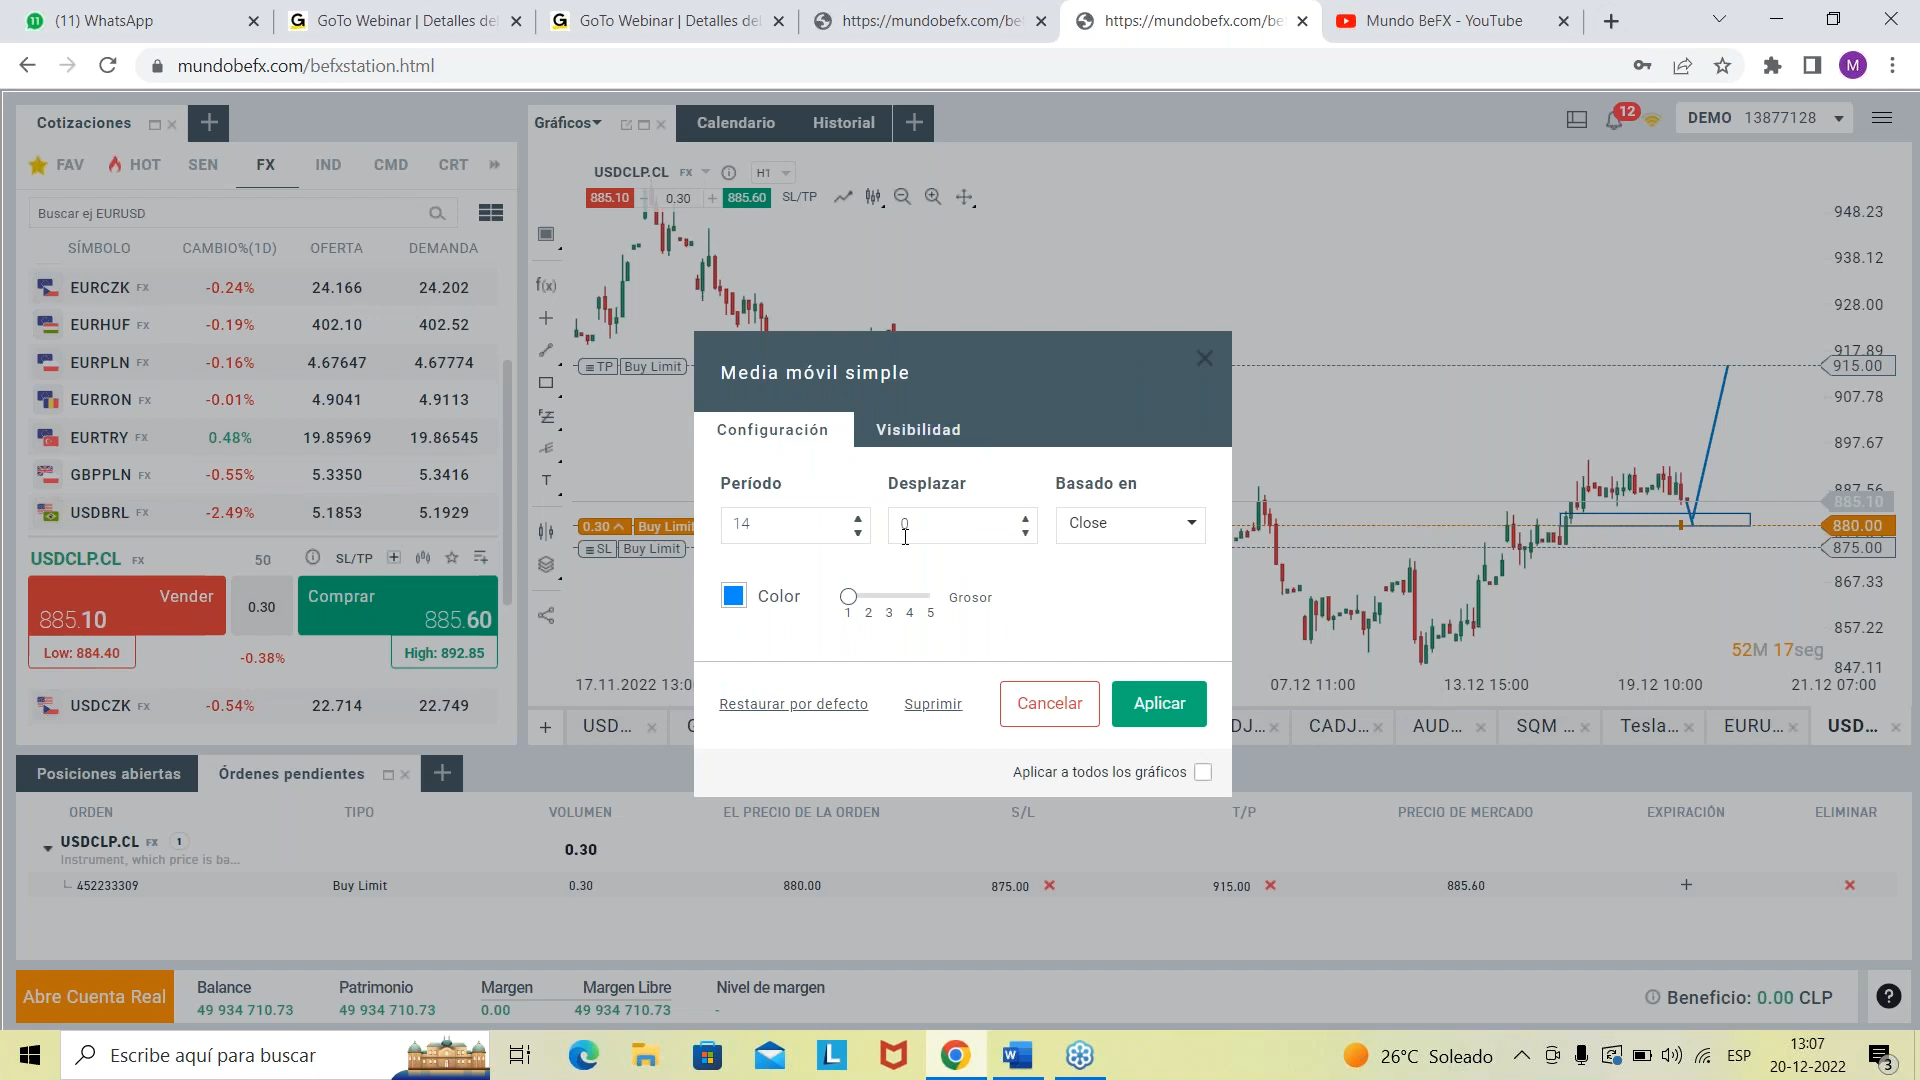 (11) WhatsApp
GoTo Webinar | Detalles del
GoTo Webinar | Detalles del
https://mundobefx.com/be
https://mundobefx.com/be
Mundo BeFX - YouTube
mundobefx.com/befxstation.html
M
Cotizaciones
Gráficos
Calendario
Historial
12
DEMO 13877128
FAV
HOT
SEN
FX
IND
CMD
CRT
Buscar ej EURUSD
SÍMBOLO CAMBIO%(1D) OFERTA DEMANDA
EURCZK FX -0.24% 24.166 24.202
EURHUF FX -0.19% 402.10 402.52
EURPLN FX -0.16% 4.67647 4.67774
EURRON FX -0.01% 4.9041 4.9113
EURTRY FX 0.48% 19.85969 19.86545
GBPPLN FX -0.55% 5.3350 5.3416
USDBRL FX -2.49% 5.1853 5.1929
USDCLP.CL FX 50 SL/TP
Vender
885.10
0.30
Comprar
885.60
Low: 884.40
-0.38%
High: 892.85
USDCZK FX -0.54% 22.714 22.749
USDCLP.CL FX H1
885.10 0.30 885.60 SL/TP
f(x)
T
TP Buy Limit
0.30 Buy Limit
SL Buy Limit
948.23
938.12
928.00
917.89
915.00
907.78
897.67
887.56
885.10
880.00
875.00
867.33
857.22
847.11
52M 17seg
17.11.2022 13:0
07.12 11:00
13.12 15:00
19.12 10:00
21.12 07:00
USD...
CADJ...
AUD...
SQM ...
Tesla...
EURU...
USD...
Media móvil simple
Configuración
Visibilidad
Período
Desplazar
Basado en
14
0
Close
Color
1 2 3 4 5
Grosor
Restaurar por defecto
Suprimir
Cancelar
Aplicar
Aplicar a todos los gráficos
Posiciones abiertas
Órdenes pendientes
ORDEN TIPO VOLUMEN EL PRECIO DE LA ORDEN S/L T/P PRECIO DE MERCADO EXPIRACIÓN ELIMINAR
USDCLP.CL FX 1 0.30
Instrument, which price is ba...
452233309 Buy Limit 0.30 880.00 875.00 915.00 885.60
Abre Cuenta Real
Balance
49 934 710.73
Patrimonio
49 934 710.73
Margen
0.00
Margen Libre
49 934 710.73
Nivel de margen
-
Beneficio: 0.00 CLP
Escribe aquí para buscar
26°C Soleado
ESP
13:07
20-12-2022
3